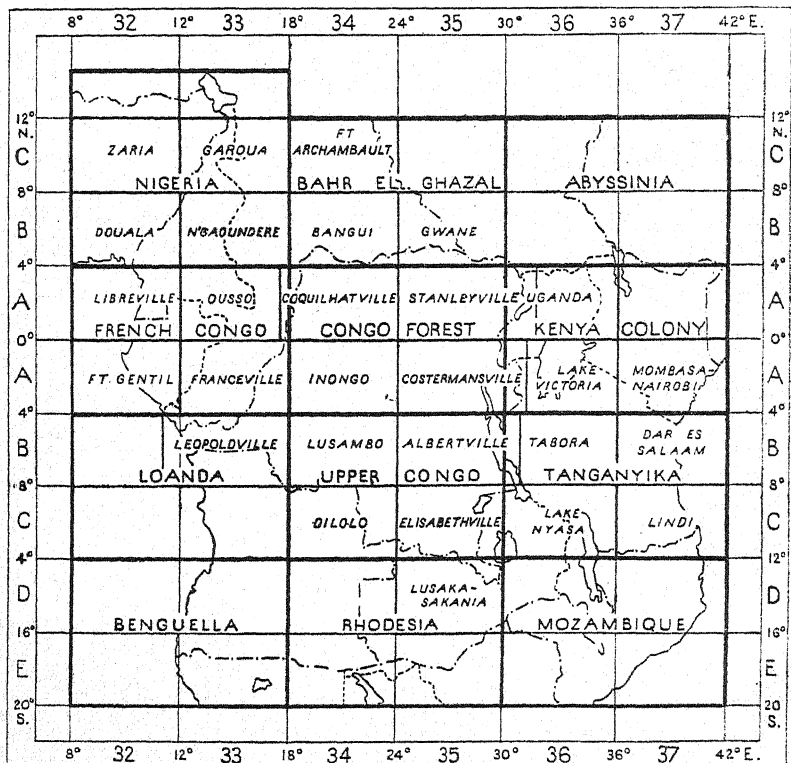 8° 32 12° 33 18° 34 24° 35 30° 36 36° 37 42° E.
12° N. 12° N.
C ZARIA GAROUA FT ARCHAMBAULT C
8° NIGERIA BAHR EL GHAZAL ABYSSINIA 8°
B DOUALA N'GAOUNDERE BANGUI GWANE B
4° 4°
A LIBREVILLE OUSSO COQUILHATVILLE STANLEYVILLE UGANDA A
0° FRENCH CONGO CONGO FOREST KENYA COLONY 0°
A FT. GENTIL FRANCEVILLE INONGO COSTERMANSVILLE LAKE VICTORIA MOMBASA- NAIROBI A
4° 4°
B LEOPOLDVILLE LUSAMBO ALBERTVILLE TABORA DAR ES SALAAM B
8° LOANDA UPPER CONGO TANGANYIKA 8°
C DILOLO ELISABETHVILLE LAKE NYASA LINDI C
4° 12°
D LUSAKA- SAKANIA D
16° BENGUELLA RHODESIA MOZAMBIQUE 16°
E E
20° S. 20° S.
8° 32 12° 33 18° 34 24° 35 30° 36 36° 37 42° E.